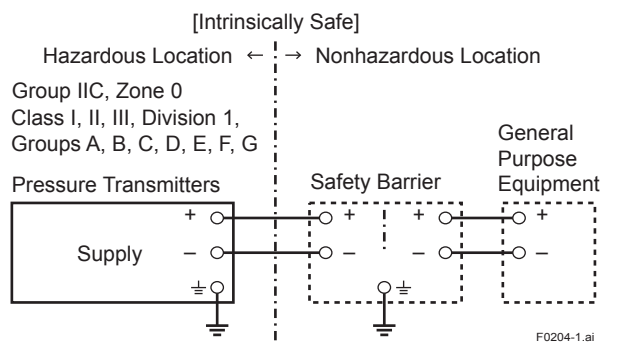 [Intrinsically Safe]
Hazardous Location ← → Nonhazardous Location
Group IIC, Zone 0
Class I, II, III, Division 1,
Groups A, B, C, D, E, F, G
General
Purpose
Equipment
Pressure Transmitters
Safety Barrier
+ + + +
Supply
– – – –
F0204-1.ai